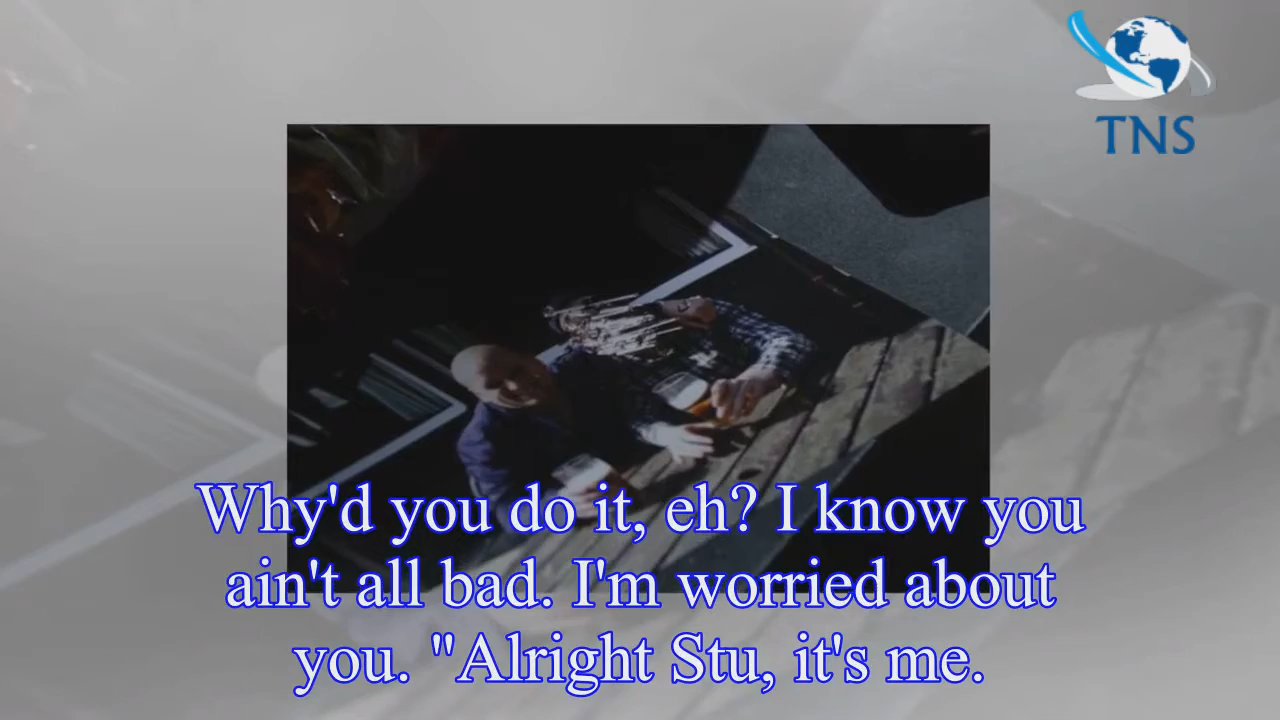 TNS
Why'd you do it, eh? I know you
ain't all bad. I'm worried about
you. "Alright Stu, it's me.